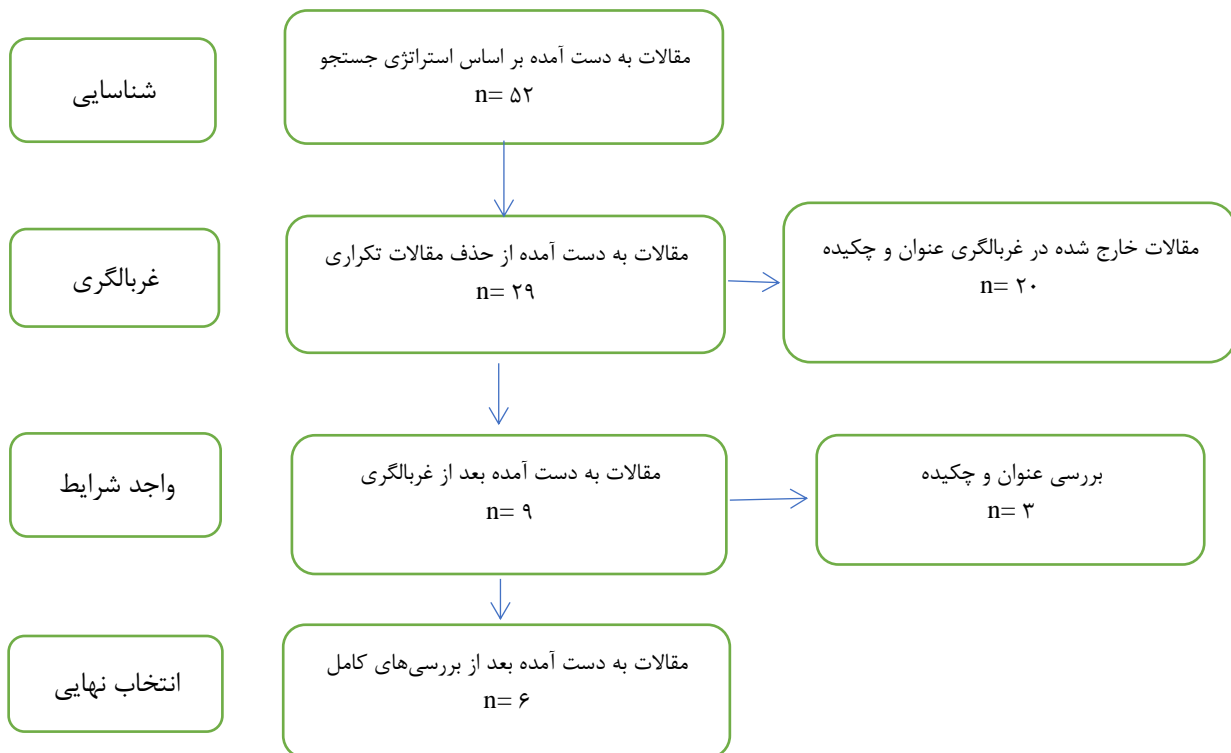 شناسایی
مقالات به دست آمده بر اساس استراتژی جستجو
n= ۵۲
غربالگری
مقالات به دست آمده از حذف مقالات تکراری
n= ۲۹
مقالات خارج شده در غربالگری عنوان و چکیده
n= ۲۰
واجد شرایط
مقالات به دست آمده بعد از غربالگری
n= ۹
بررسی عنوان و چکیده
n= ۳
انتخاب نهایی
مقالات به دست آمده بعد از بررسی‌های کامل
n= ۶